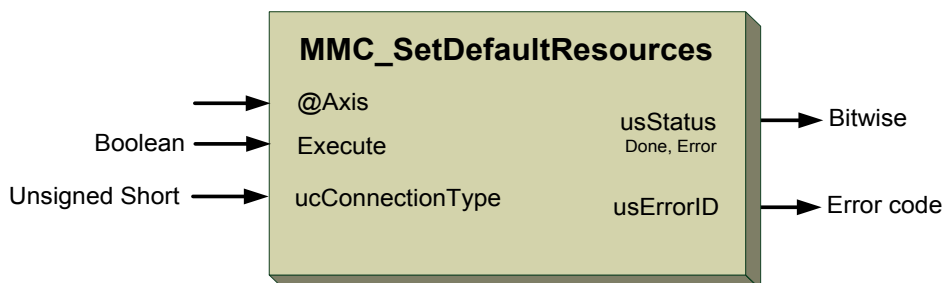 MMC_SetDefaultResources
@Axis
Boolean
Execute
usStatus
Done, Error
Bitwise
Unsigned Short
ucConnectionType
usErrorID
Error code